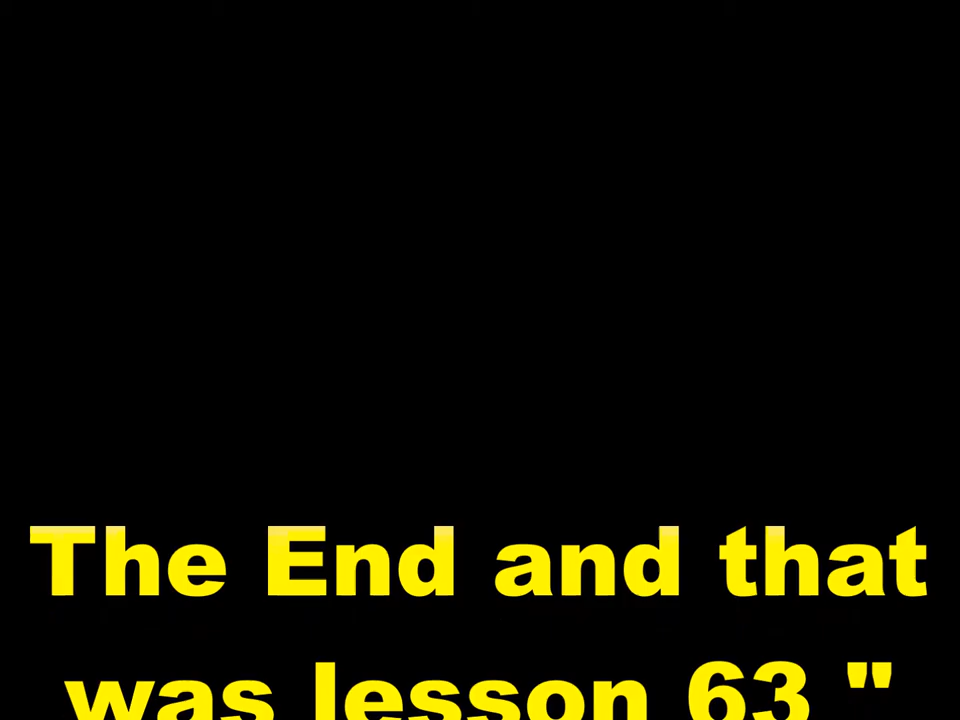 The End and that
was lesson 63 "